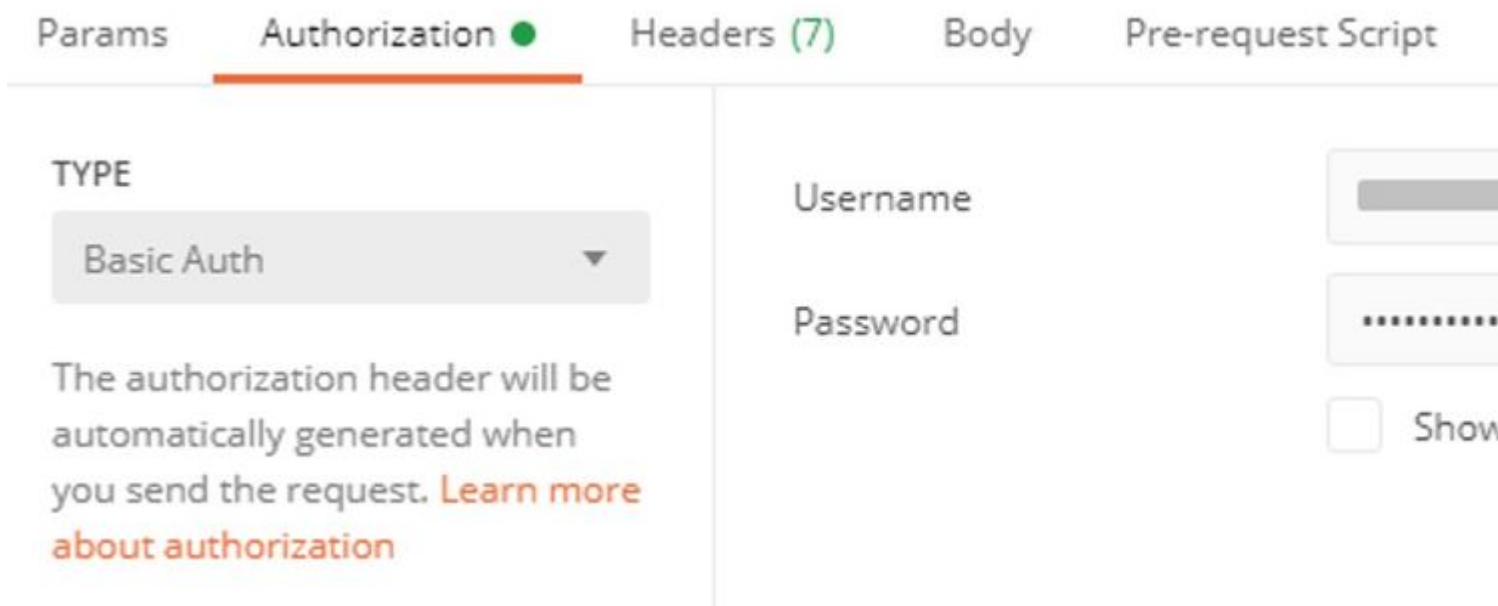 Params Authorization Headers (7) Body Pre-request Script
TYPE
Basic Auth
The authorization header will be
automatically generated when
you send the request. Learn more
about authorization
Username
Password
Show